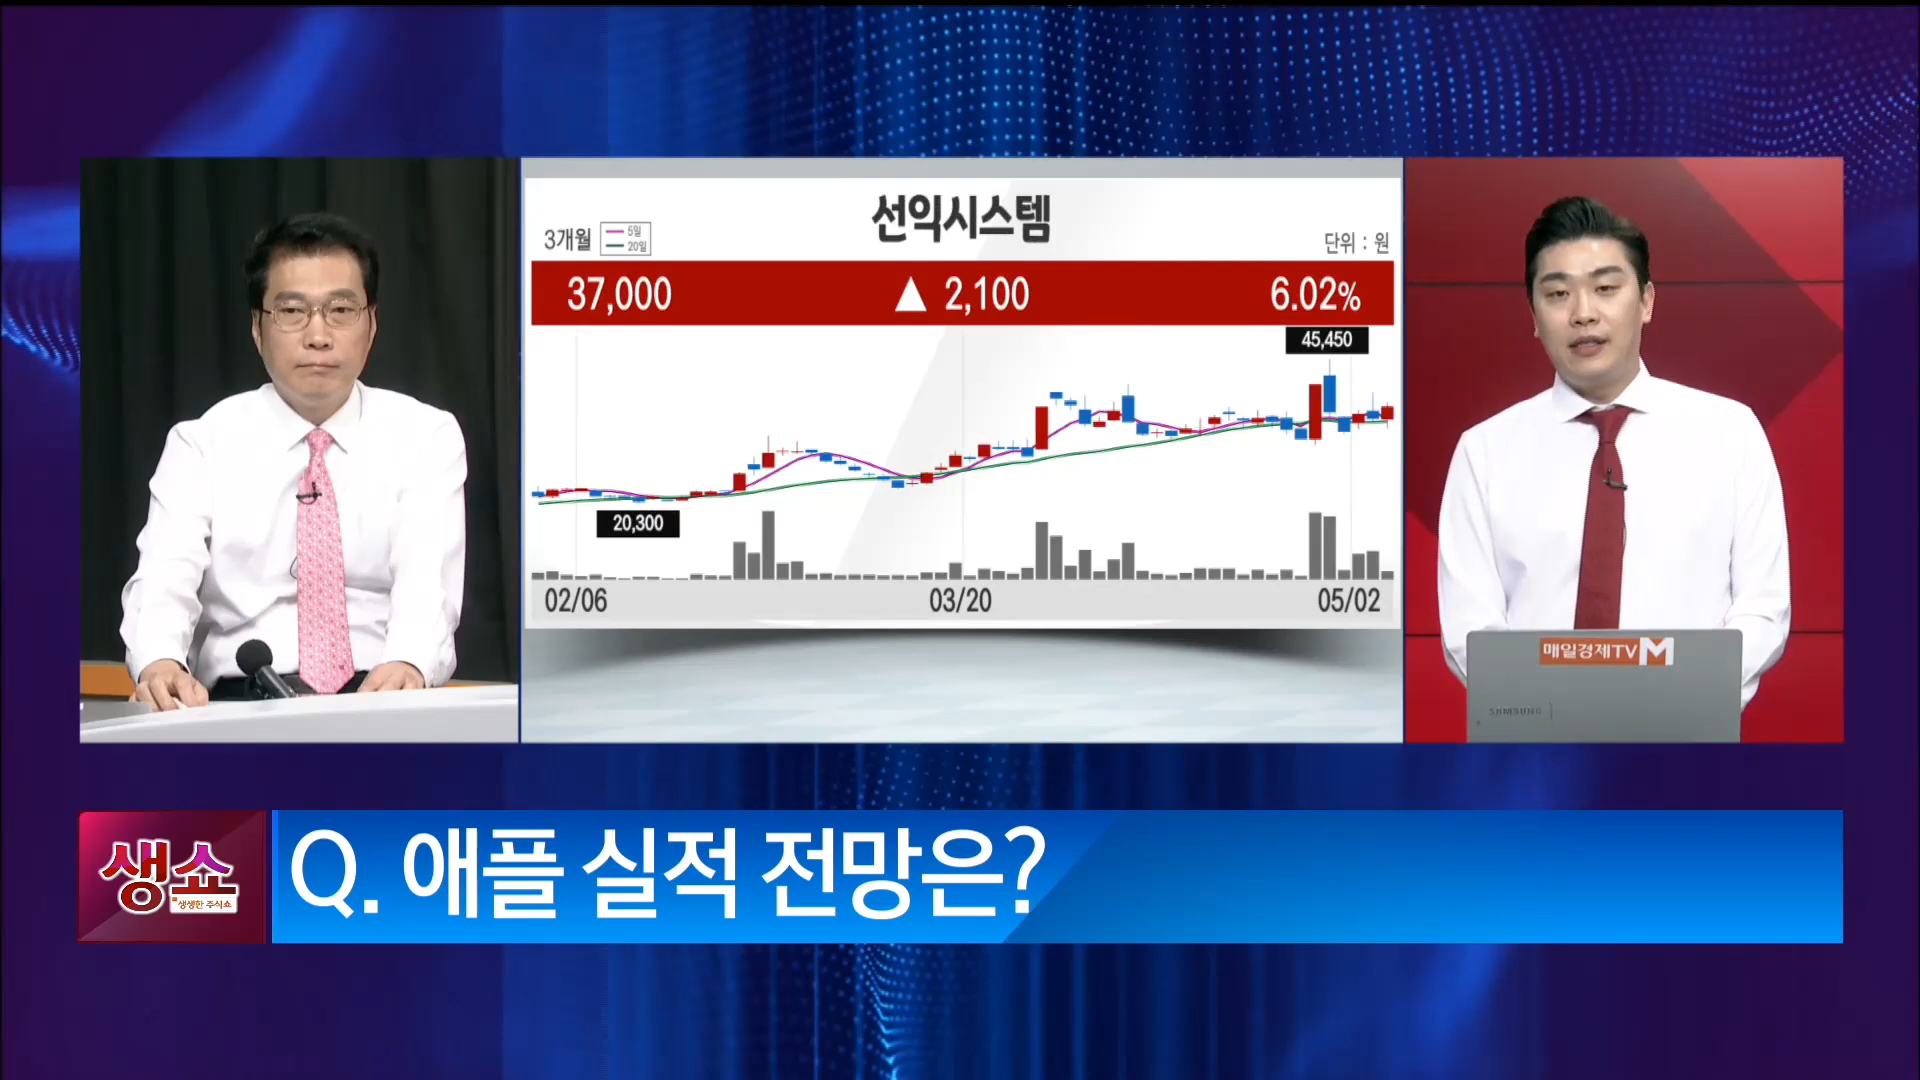 선익시스템
3개월
5일
20일
단위 : 원
37,000 ▲ 2,100 6.02%
45,450
20,300
02/06 03/20 05/02
매일경제TV M
SAMSUNG
생쇼
생생한 주식쇼
Q. 애플 실적 전망은?